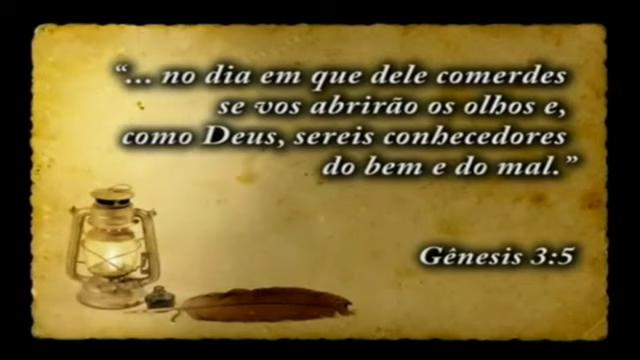 “... no dia em que dele comerdes
se vos abrirão os olhos e,
como Deus, sereis conhecedores
do bem e do mal.”
Gênesis 3:5